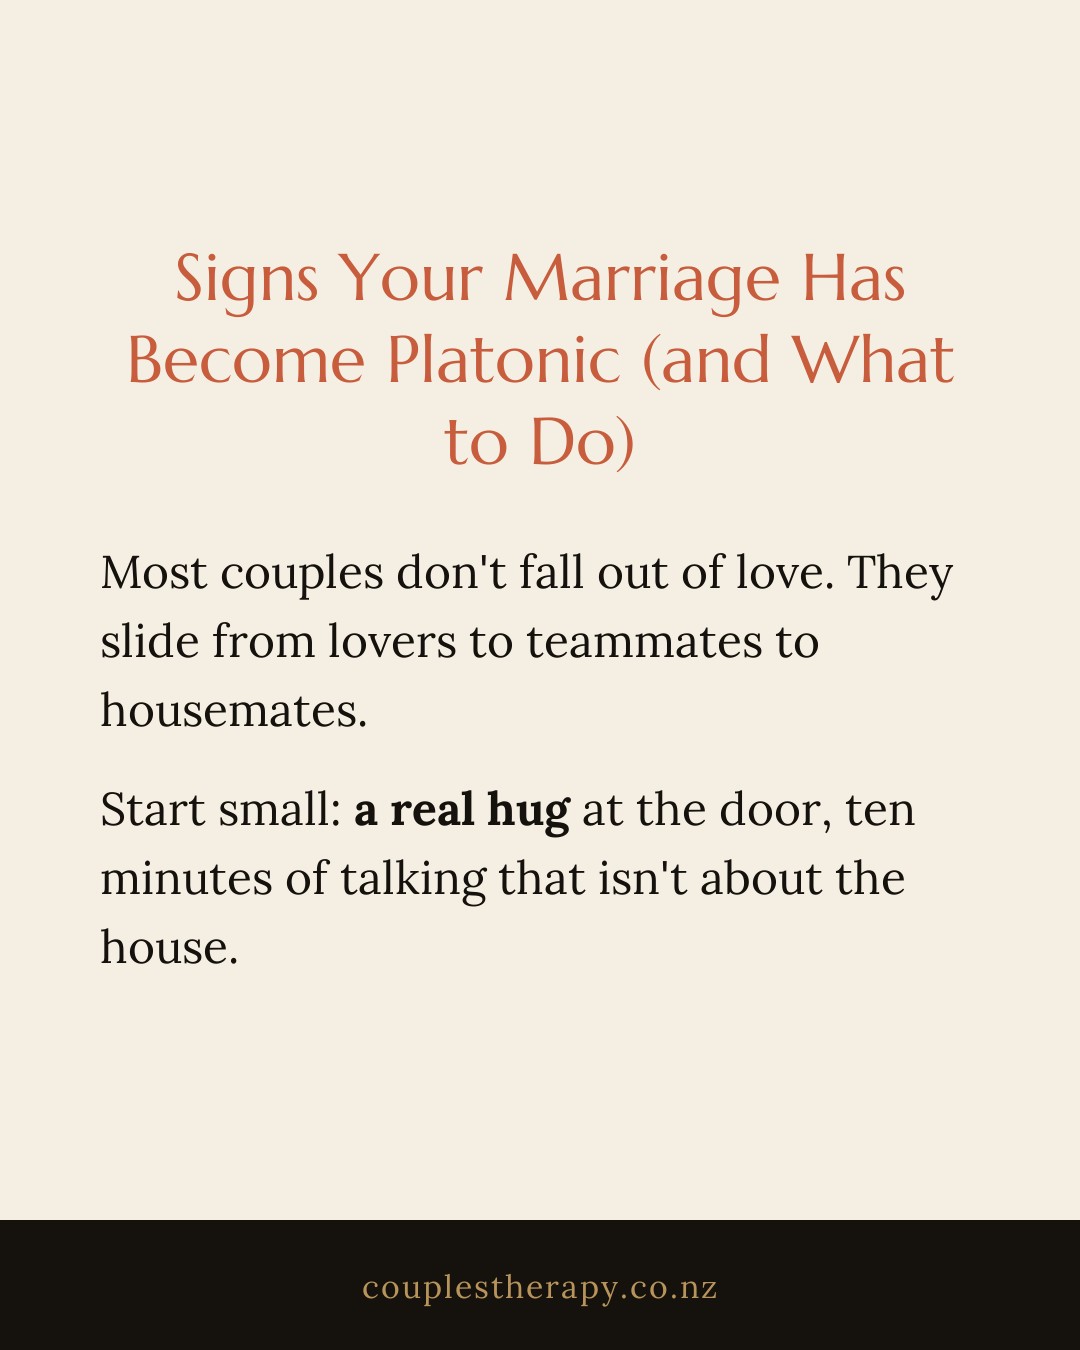 Signs Your Marriage Has
Become Platonic (and What
to Do)
Most couples don't fall out of love. They
slide from lovers to teammates to
housemates.
Start small: a real hug at the door, ten
minutes of talking that isn't about the
house.
couplestherapy.co.nz